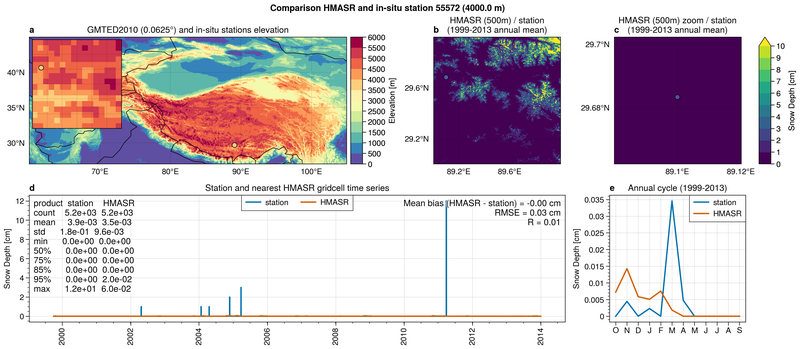 Comparison HMASR and in-situ station 55572 (4000.0 m)
a GMTED2010 (0.0625°) and in-situ stations elevation
40°N
35°N
30°N
70°E 80°E 90°E 100°E
6000
5500
5000
4500
4000
3500
3000
2500
2000
1500
1000
500
0
Elevation [m]
b HMASR (500m) / station
(1999-2013 annual mean)
29.6°N
29.2°N
89.2°E 89.6°E
c HMASR (500m) zoom / station
(1999-2013 annual mean)
29.7°N
29.68°N
89.1°E 89.12°E
10
9
8
7
6
5
4
3
2
1
0
Snow Depth [cm]
d Station and nearest HMASR gridcell time series
product station HMASR
count 5.2e+03 5.2e+03
mean 3.9e-03 3.5e-03
std 1.8e-01 9.6e-03
min 0.0e+00 0.0e+00
50% 0.0e+00 0.0e+00
75% 0.0e+00 0.0e+00
85% 0.0e+00 0.0e+00
95% 0.0e+00 2.0e-02
max 1.2e+01 6.0e-02
station HMASR
Mean bias (HMASR - station) = -0.00 cm
RMSE = 0.03 cm
R = 0.01
Snow Depth [cm]
12
10
8
6
4
2
0
2000 2002 2004 2006 2008 2010 2012 2014
e Annual cycle (1999-2013)
station
HMASR
Snow Depth [cm]
0.035
0.03
0.025
0.02
0.015
0.01
0.005
0
O N D J F M A M J J A S